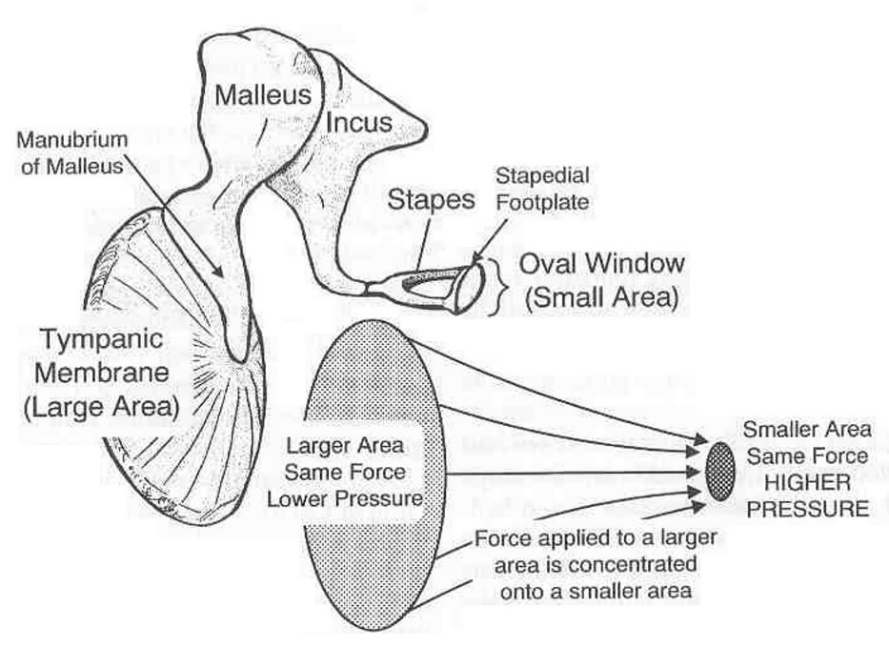 Malleus
Incus
Manubrium
of Malleus
Stapedial
Footplate
Stapes
Oval Window
(Small Area)
Tympanic
Membrane
(Large Area)
Larger Area
Same Force
Lower Pressure
Smaller Area
Same Force
HIGHER
PRESSURE
Force applied to a larger
area is concentrated
onto a smaller area